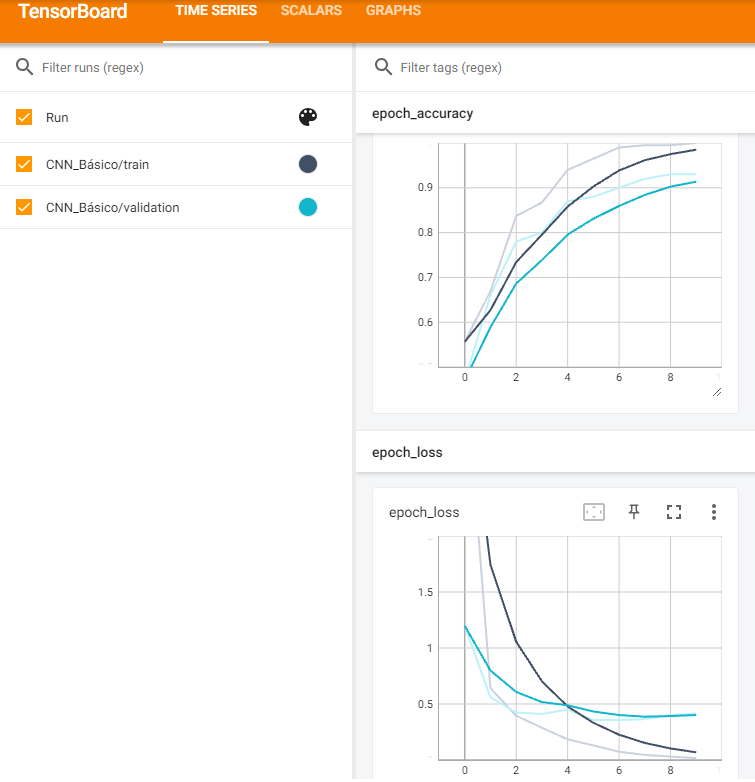 TensorBoard
TIME SERIES SCALARS GRAPHS
Filter runs (regex)
Filter tags (regex)
Run
CNN_Básico/train
CNN_Básico/validation
epoch_accuracy
0.9
0.8
0.7
0.6
0 2 4 6 8
epoch_loss
epoch_loss
1.5
1
0.5
0 2 4 6 8